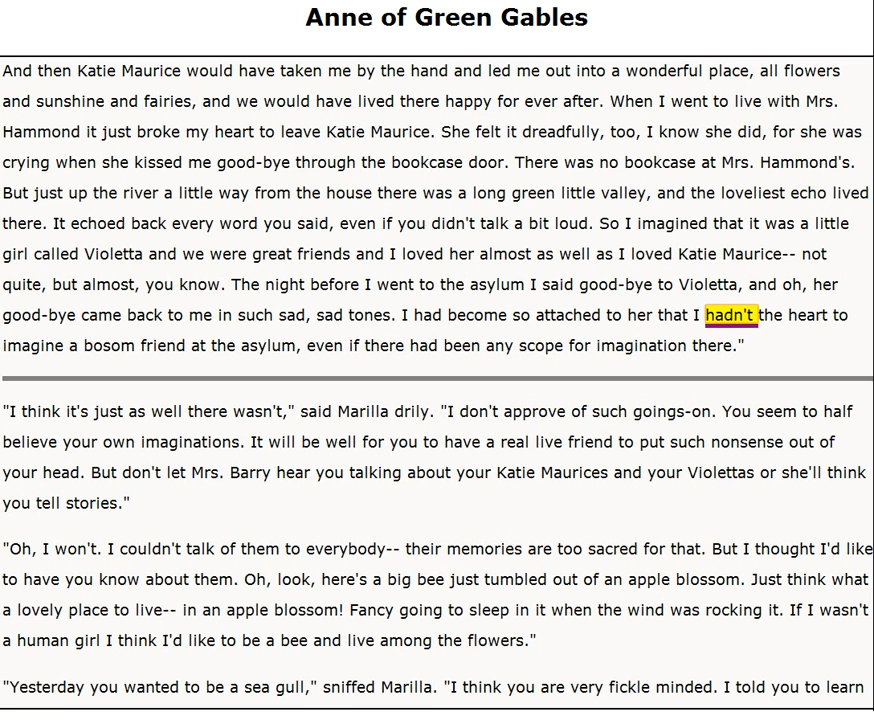 Anne of Green Gables
And then Katie Maurice would have taken me by the hand and led me out into a wonderful place, all flowers
and sunshine and fairies, and we would have lived there happy for ever after. When I went to live with Mrs.
Hammond it just broke my heart to leave Katie Maurice. She felt it dreadfully, too, I know she did, for she was
crying when she kissed me good-bye through the bookcase door. There was no bookcase at Mrs. Hammond's.
But just up the river a little way from the house there was a long green little valley, and the loveliest echo lived
there. It echoed back every word you said, even if you didn't talk a bit loud. So I imagined that it was a little
girl called Violetta and we were great friends and I loved her almost as well as I loved Katie Maurice-- not
quite, but almost, you know. The night before I went to the asylum I said good-bye to Violetta, and oh, her
good-bye came back to me in such sad, sad tones. I had become so attached to her that I hadn't the heart to
imagine a bosom friend at the asylum, even if there had been any scope for imagination there."
"I think it's just as well there wasn't," said Marilla drily. "I don't approve of such goings-on. You seem to half
believe your own imaginations. It will be well for you to have a real live friend to put such nonsense out of
your head. But don't let Mrs. Barry hear you talking about your Katie Maurices and your Violettas or she'll think
you tell stories."
"Oh, I won't. I couldn't talk of them to everybody-- their memories are too sacred for that. But I thought I'd like
to have you know about them. Oh, look, here's a big bee just tumbled out of an apple blossom. Just think what
a lovely place to live-- in an apple blossom! Fancy going to sleep in it when the wind was rocking it. If I wasn't
a human girl I think I'd like to be a bee and live among the flowers."
"Yesterday you wanted to be a sea gull," sniffed Marilla. "I think you are very fickle minded. I told you to learn